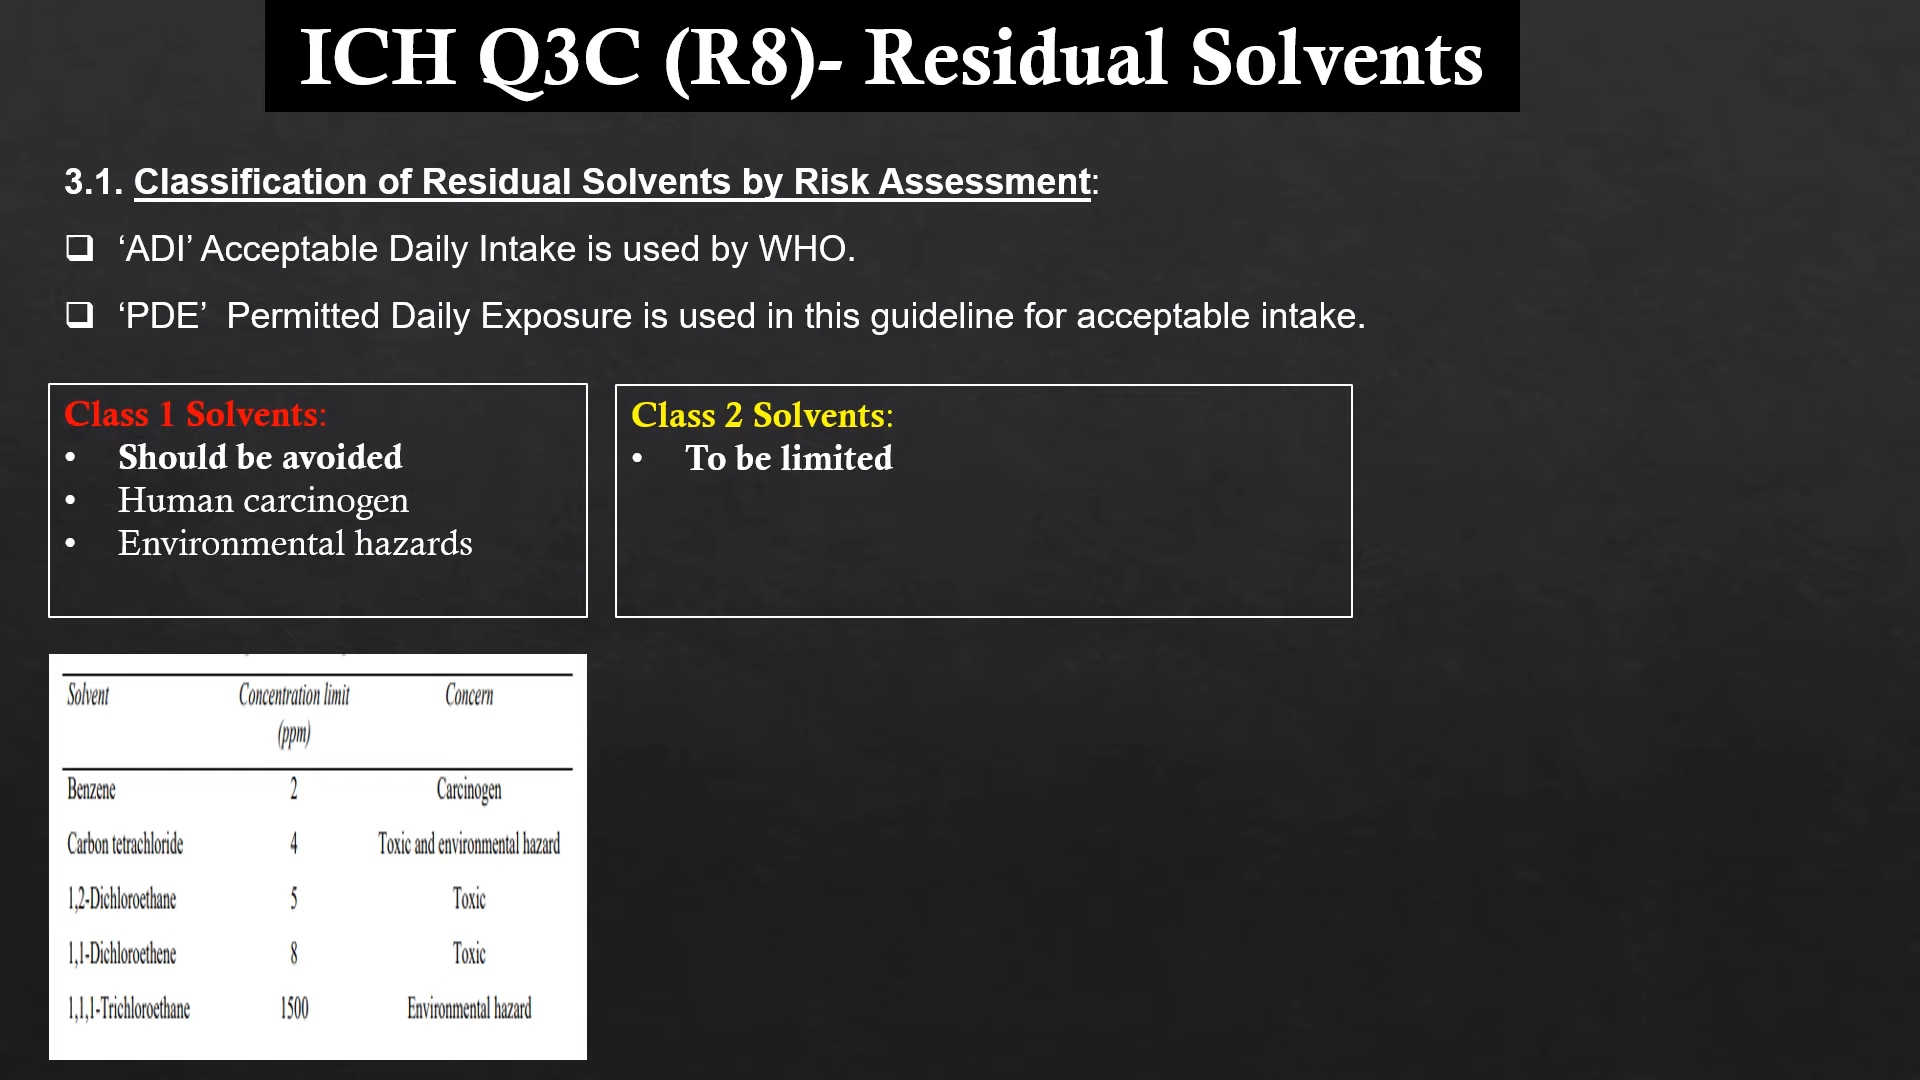 ICH Q3C (R8)- Residual Solvents
3.1. Classification of Residual Solvents by Risk Assessment:
❑ ‘ADI’ Acceptable Daily Intake is used by WHO.
❑ ‘PDE’ Permitted Daily Exposure is used in this guideline for acceptable intake.
Class 1 Solvents:
• Should be avoided
• Human carcinogen
• Environmental hazards
Class 2 Solvents:
• To be limited
Solvent Concentration limit Concern
(ppm)
Benzene 2 Carcinogen
Carbon tetrachloride 4 Toxic and environmental hazard
1,2-Dichloroethane 5 Toxic
1,1-Dichloroethene 8 Toxic
1,1,1-Trichloroethane 1500 Environmental hazard